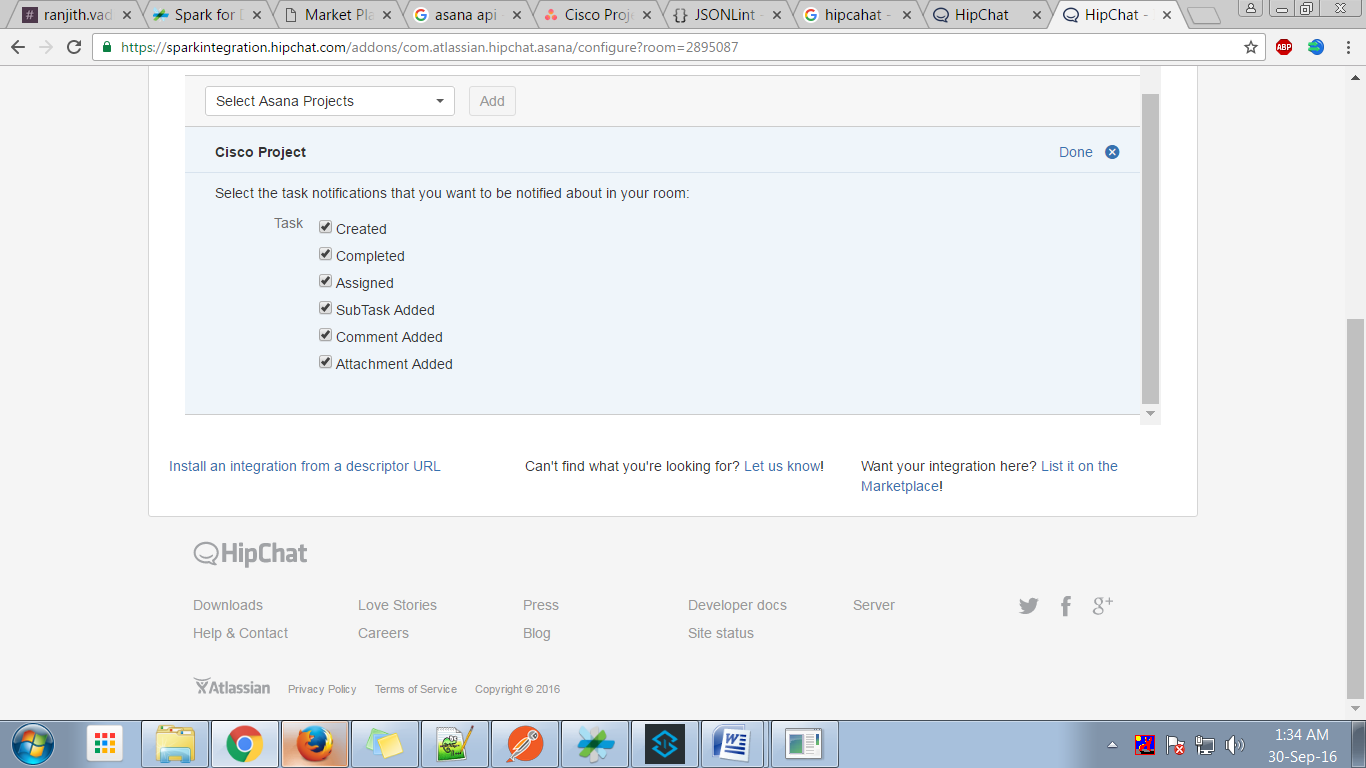 ranjith.vad
Spark for D
Market Pla
asana api
Cisco Proje
JSONLint -
hipcahat -
HipChat
HipChat -
https://sparkintegration.hipchat.com/addons/com.atlassian.hipchat.asana/configure?room=2895087
ABP
Select Asana Projects Add
Cisco Project Done
Select the task notifications that you want to be notified about in your room:
Task Created
Completed
Assigned
SubTask Added
Comment Added
Attachment Added
Install an integration from a descriptor URL
Can't find what you're looking for? Let us know!
Want your integration here? List it on the
Marketplace!
HipChat
Downloads Love Stories Press Developer docs Server
Help & Contact Careers Blog Site status
Atlassian Privacy Policy Terms of Service Copyright © 2016
1:34 AM
30-Sep-16